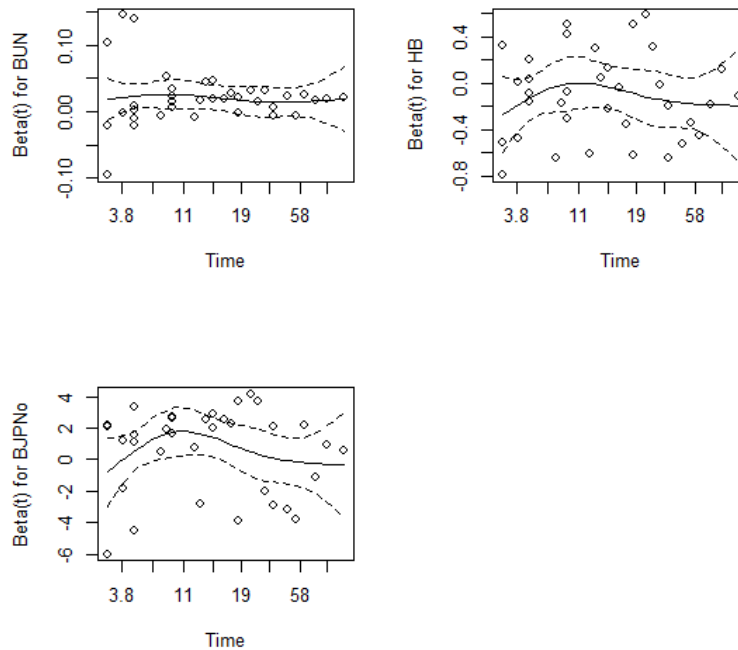 Beta(t) for BUN
0.10
0.00
-0.10
3.8 11 19 58
Time
Beta(t) for HB
0.4
0.0
-0.4
-0.8
3.8 11 19 58
Time
Beta(t) for BJPNo
4
2
0
-2
-4
-6
3.8 11 19 58
Time